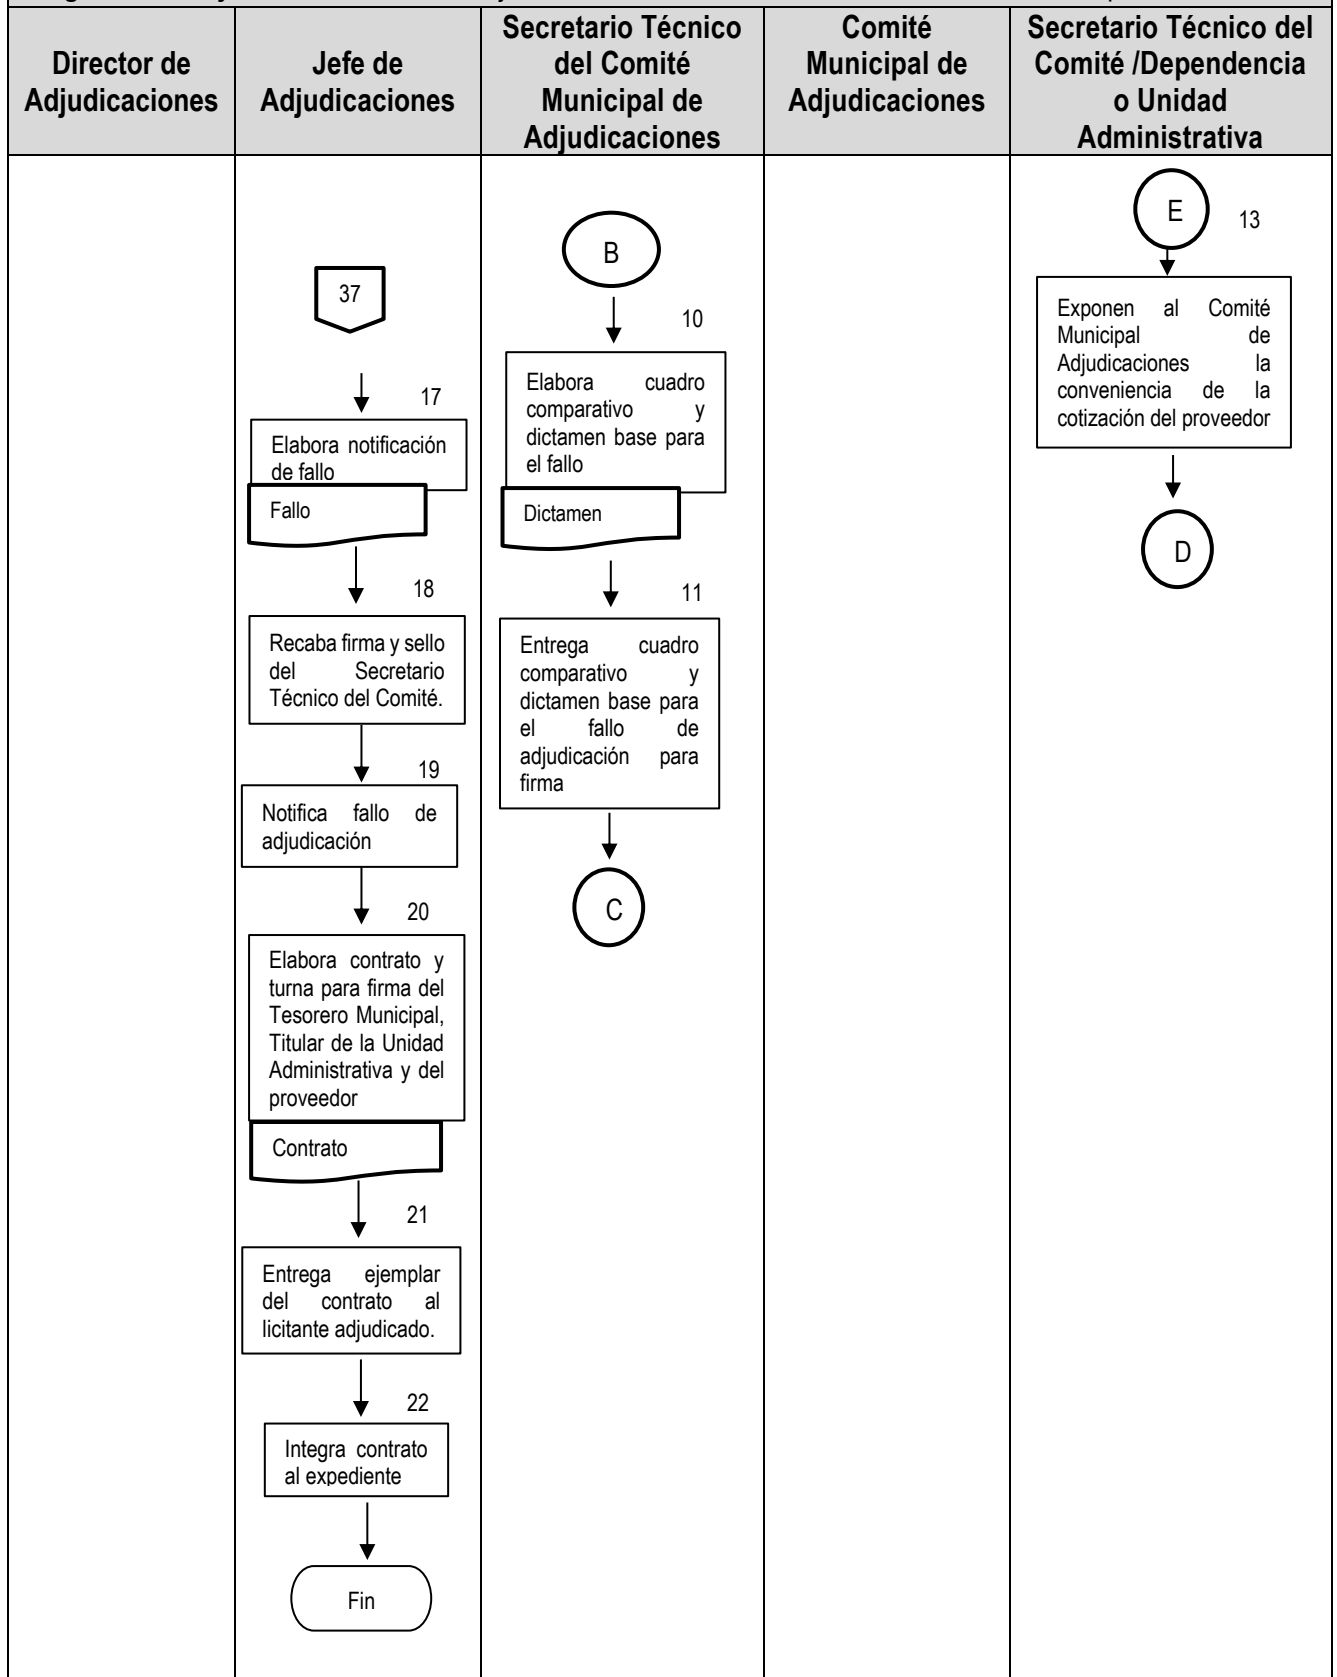 Director de
Adjudicaciones
Jefe de
Adjudicaciones
Secretario Técnico
del Comité
Municipal de
Adjudicaciones
Comité
Municipal de
Adjudicaciones
Secretario Técnico del
Comité /Dependencia
o Unidad
Administrativa
37
17
Elabora notificación
de fallo
Fallo
18
Recaba firma y sello
del Secretario
Técnico del Comité.
19
Notifica fallo de
adjudicación
20
Elabora contrato y
turna para firma del
Tesorero Municipal,
Titular de la Unidad
Administrativa y del
proveedor
Contrato
21
Entrega ejemplar
del contrato al
licitante adjudicado.
22
Integra contrato
al expediente
Fin
B
10
Elabora cuadro
comparativo y
dictamen base para
el fallo
Dictamen
11
Entrega cuadro
comparativo y
dictamen base para
el fallo de
adjudicación para
firma
C
E
13
Exponen al Comité
Municipal de
Adjudicaciones la
conveniencia de la
cotización del proveedor
D